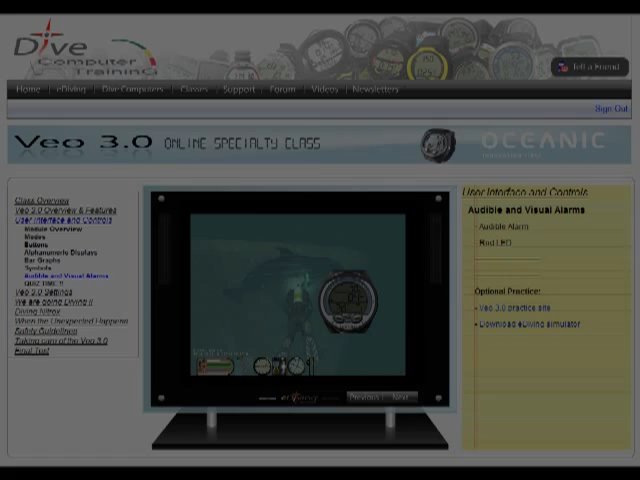 Dive
Computer
Training
Tell a Friend
Home eDiving Dive Computers Classes Support Forum Videos Newsletters
Sign Out
Veo 3.0 ONLINE SPECIALTY CLASS
OCEANIC
Class Overview
Veo 3.0 Overview & Features
User Interface and Controls
Module Overview
Modes
Buttons
Alphanumeric Displays
Bar Graphs
Symbols
Audible and Visual Alarms
QUIZ TIME !!
Veo 3.0 Settings
We are going Diving !!
Diving Nitrox
When the Unexpected Happens
Safety Guidelines
Taking care of the Veo 3.0
Final Test
Previous Next
User Interface and Controls
Audible and Visual Alarms
Audible Alarm
Red LED
Optional Practice:
• Veo 3.0 practice site
• Download eDiving simulator